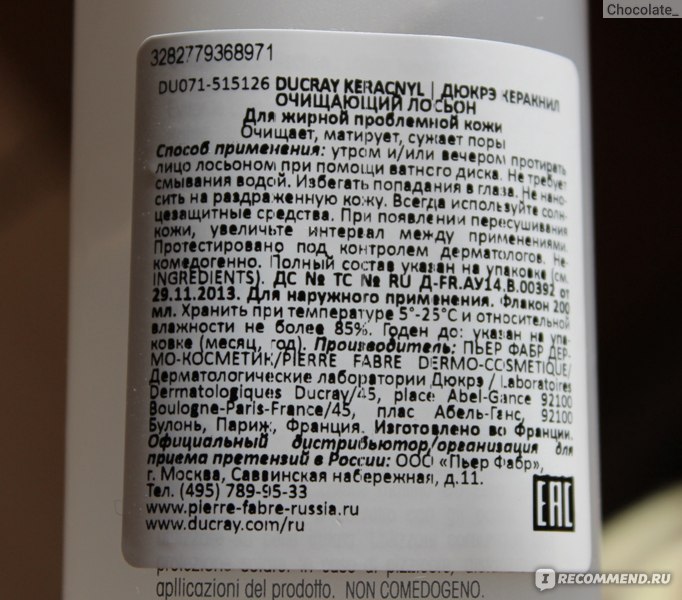 Chocolate_
3282779368971
DU071-515126 DUCRAY KERACNYL | ДЮКРЭ КЕРАКНИЛ
ОЧИЩАЮЩИЙ ЛОСЬОН
Для жирной проблемной кожи
Очищает, матирует, сужает поры
Способ применения: утром и/или вечером протирать
лицо лосьоном при помощи ватного диска. Не требует
смывания водой. Избегать попадания в глаза. Не нано-
сить на раздраженную кожу. Всегда используйте солн-
цезащитные средства. При появлении пересушивания
кожи, увеличьте интервал между применениями.
Протестировано под контролем дерматологов. Не-
комедогенно. Полный состав указан на упаковке (см.
INGREDIENTS). ДС № ТС № RU Д-FR.АУ14.В.00392 от
29.11.2013. Для наружного применения. Флакон 200
мл. Хранить при температуре 5°-25°С и относительной
влажности не более 85%. Годен до: указан на упа-
ковке (месяц, год). Производитель: ПЬЕР ФАБР ДЕР-
МО-КОСМЕТИК/PIERRE FABRE DERMO-COSMETIQUE/
Дерматологические лаборатории Дюкрэ / Laboratoires
Dermatologiques Ducray/45, place Abel-Gance 92100
Boulogne-Paris-France/45, плас Абель-Ганс, 92100
Булонь, Париж, Франция. Изготовлено во Франции.
Официальный дистрибьютор/организация для
приема претензий в России: ООО «Пьер Фабр»,
г. Москва, Саввинская набережная, д.11.
Тел. (495) 789-95-33
www.pierre-fabre-russia.ru
www.ducray.com/ru
EAC
apllicazioni del prodotto. NON COMEDOGENO.
IRECOMMEND.RU